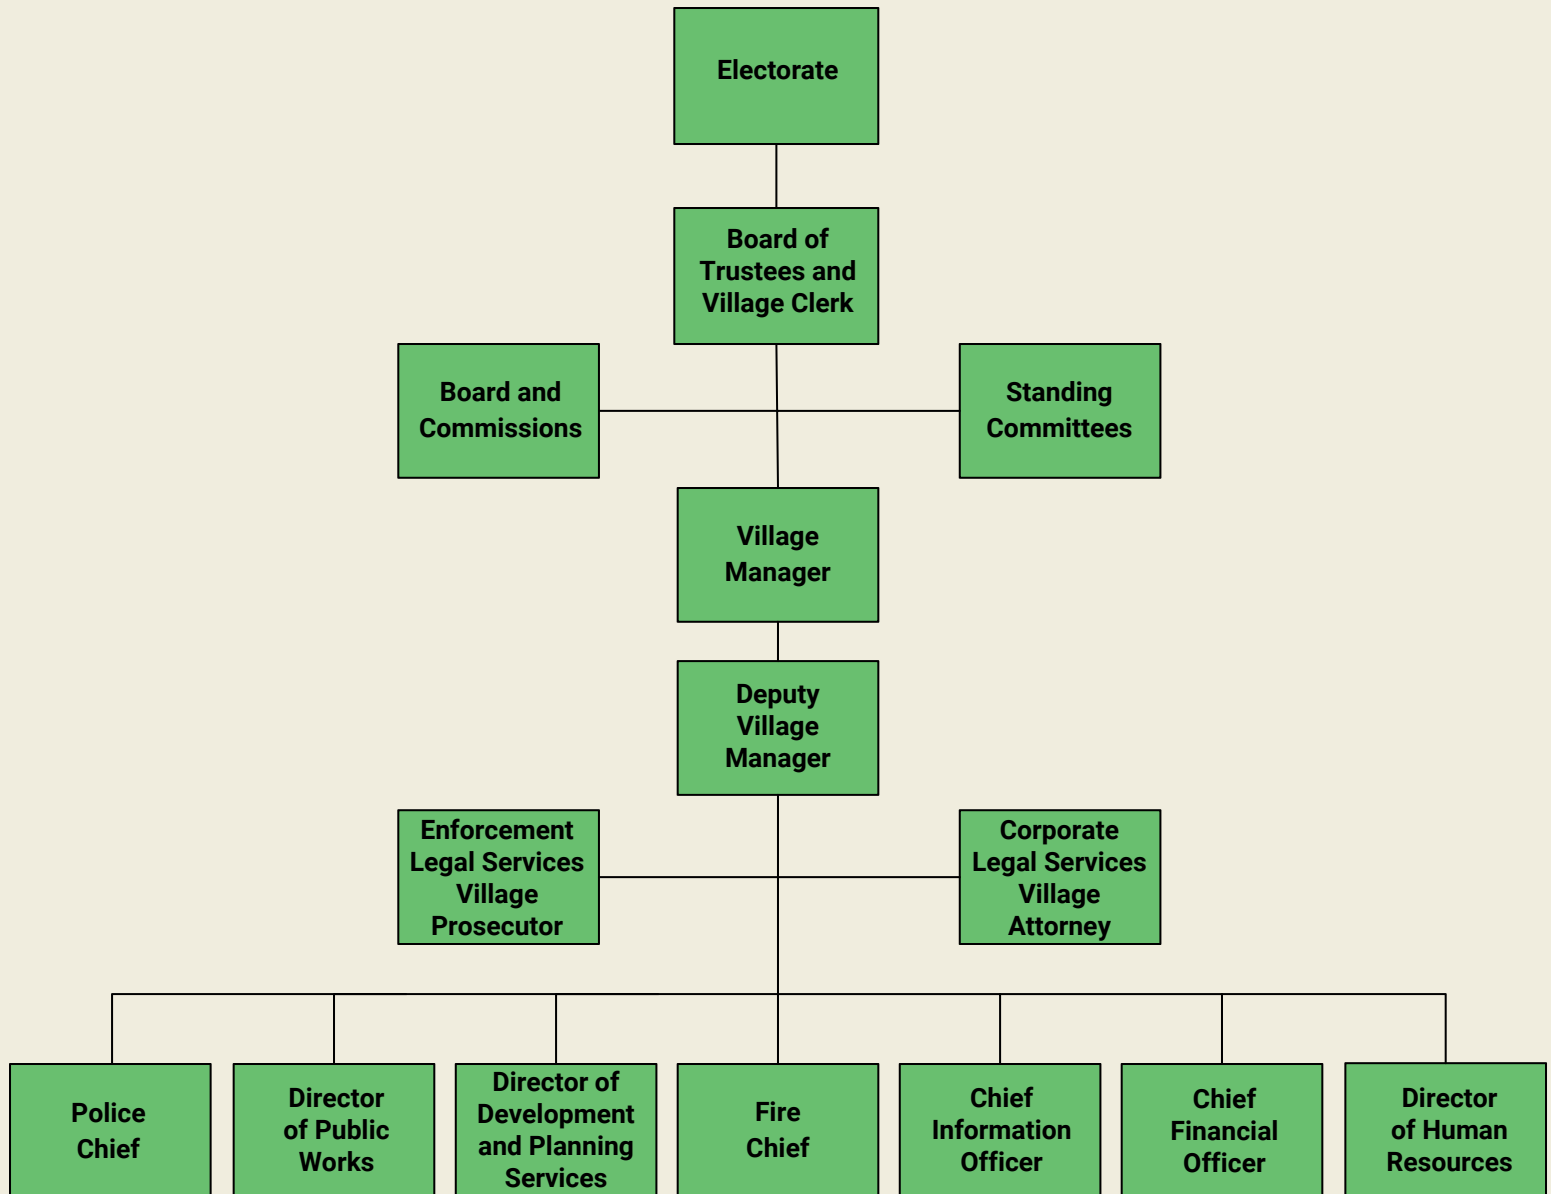 Electorate
Board of
Trustees and
Village Clerk
Board and
Commissions
Standing
Committees
Village
Manager
Deputy
Village
Manager
Enforcement
Legal Services
Village
Prosecutor
Corporate
Legal Services
Village
Attorney
Police
Chief
Director
of Public
Works
Director of
Development
and Planning
Services
Fire
Chief
Chief
Information
Officer
Chief
Financial
Officer
Director
of Human
Resources